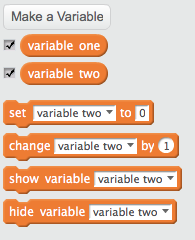 Make a Variable
variable one
variable two
set variable two to 0
change variable two by 1
show variable variable two
hide variable variable two